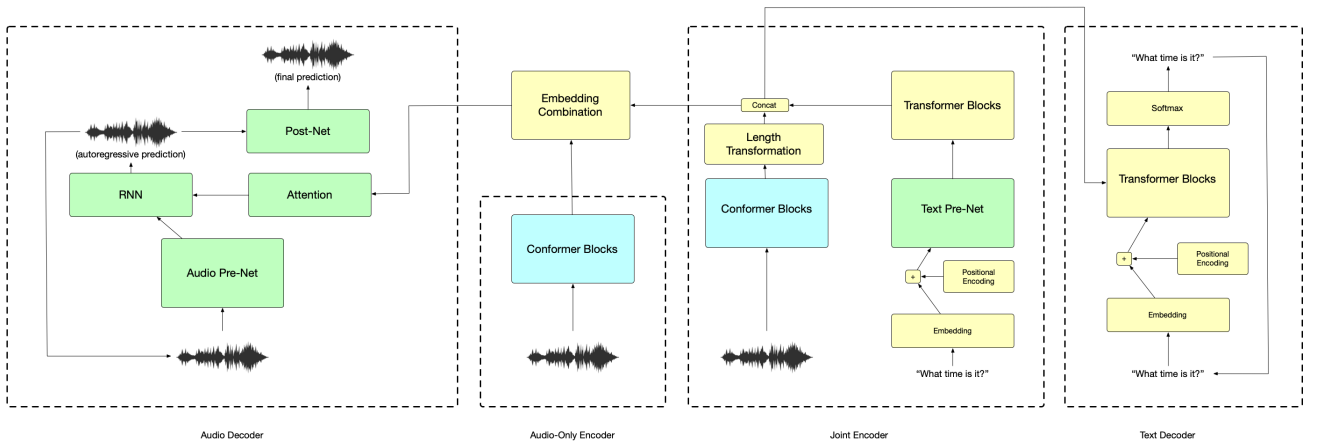 (final prediction)
Post-Net
(autoregressive prediction)
RNN
Attention
Audio Pre-Net
Audio Decoder
Embedding
Combination
Conformer Blocks
Audio-Only Encoder
Concat
Length
Transformation
Conformer Blocks
Transformer Blocks
Text Pre-Net
+
Positional
Encoding
Embedding
“What time is it?”
Joint Encoder
“What time is it?”
Softmax
Transformer Blocks
+
Positional
Encoding
Embedding
“What time is it?”
Text Decoder